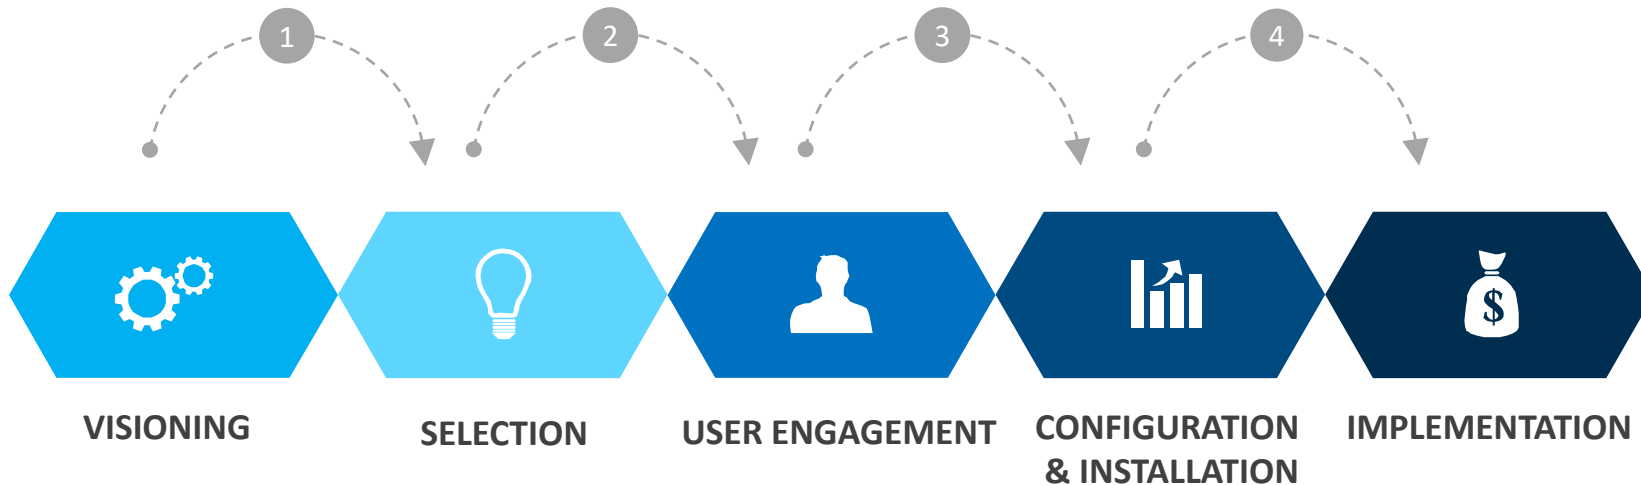 1
2
3
4
$
VISIONING
SELECTION
USER ENGAGEMENT
CONFIGURATION
& INSTALLATION
IMPLEMENTATION